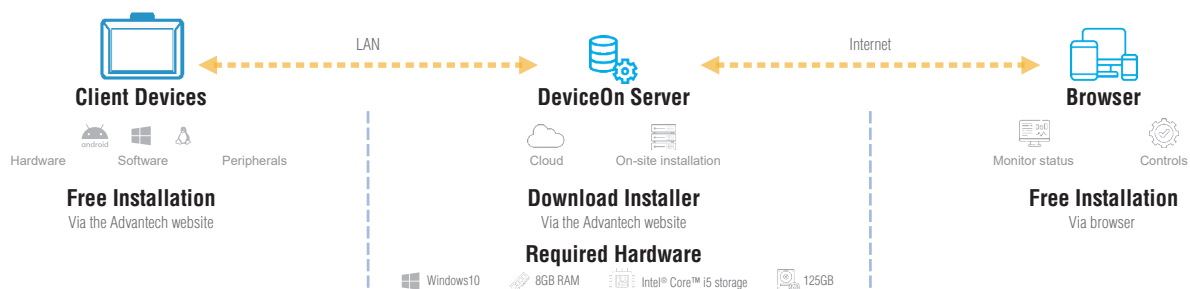 LAN
Internet
Client Devices
DeviceOn Server
Browser
android
Hardware
Software
Peripherals
Cloud
On-site installation
Monitor status
Controls
Free Installation
Via the Advantech website
Download Installer
Via the Advantech website
Free Installation
Via browser
Required Hardware
Windows10
8GB RAM
Intel® Core™ i5 storage
125GB